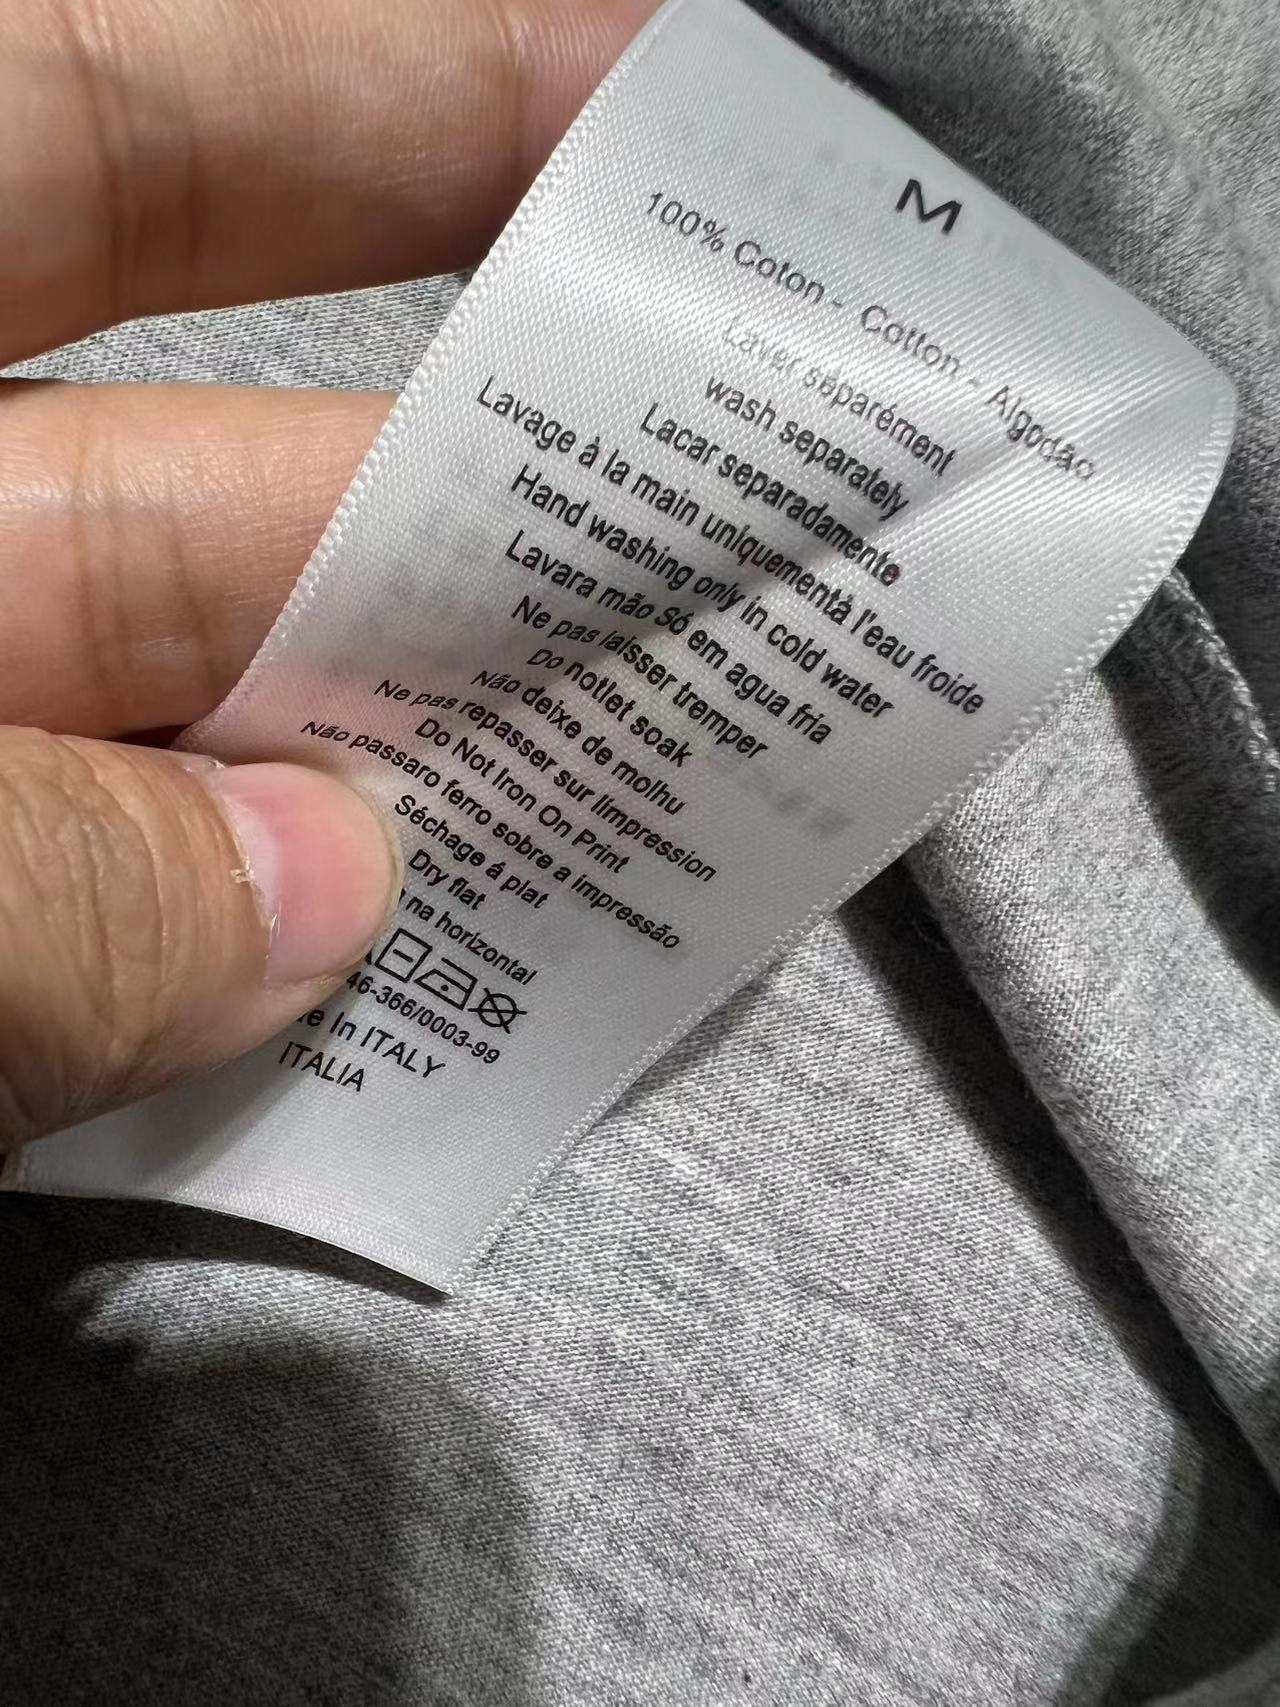 M
100% Coton - Cotton - Algodão
Laver séparément
wash separately
Lacar separadamente
Lavage à la main uniquementà l'eau froide
Hand washing only in cold water
Lavara mão Só em agua fria
Ne pas laisser tremper
Do notlet soak
Não deixe de molhu
Ne pas repasser sur limpression
Do Not Iron On Print
Não passaro ferro sobre a impressão
Séchage á plat
Dry flat
na horizontal
46-366/0003-99
In ITALY
ITALIA